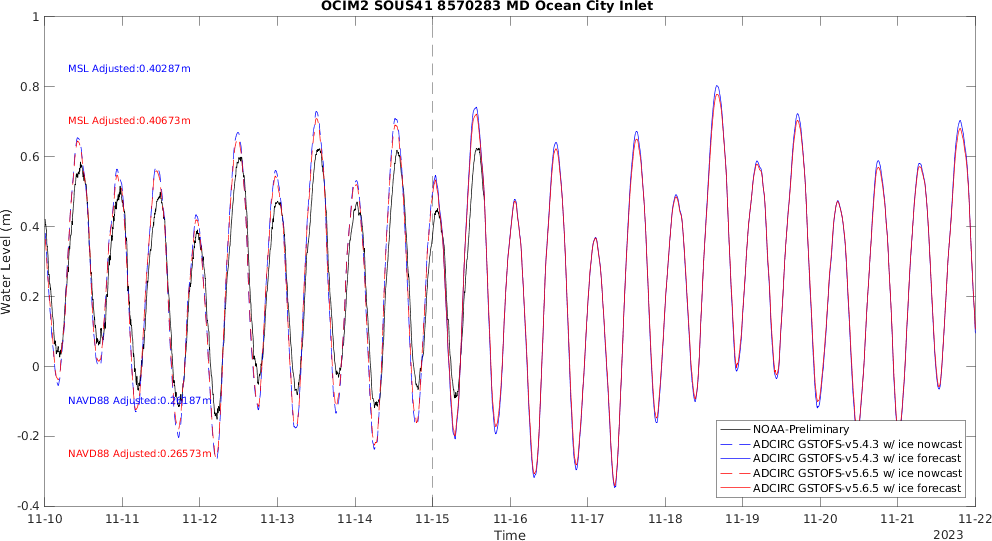 OCIM2 SOUS41 8570283 MD Ocean City Inlet
1
MSL Adjusted:0.40287m
0.8
MSL Adjusted:0.40673m
0.6
0.4
Water Level (m)
0.2
0
NAVD88 Adjusted:
-0.2
NOAA-Preliminary
ADCIRC GSTOFS-v5.4.3 w/ ice nowcast
NAVD88 Adjusted:0.26573m
ADCIRC GSTOFS-v5.4.3 w/ ice forecast
ADCIRC GSTOFS-v5.6.5 w/ ice nowcast
ADCIRC GSTOFS-v5.6.5 w/ ice forecast
-0.4
11-10 11-11 11-12 11-13 11-14 11-15 11-16 11-17 11-18 11-19 11-20 11-21 11-22
Time
2023